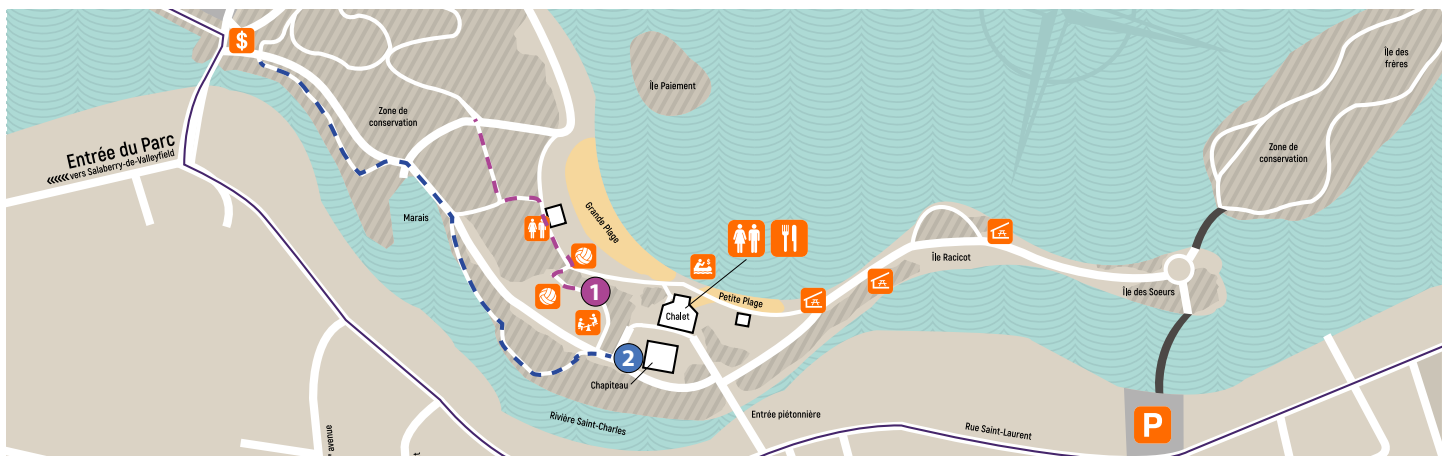 $
Île Paiement
Île des
frères
Zone de
conservation
Entrée du Parc
‹‹‹‹‹‹ vers Salaberry-de-Valleyfield
Zone de
conservation
Marais
Grande Plage
$
Île Racicot
1
Petite Plage
Île des Soeurs
Chalet
2
Chapiteau
Entrée piétonnière
Rivière Saint-Charles
Rue Saint-Laurent
P
avenue